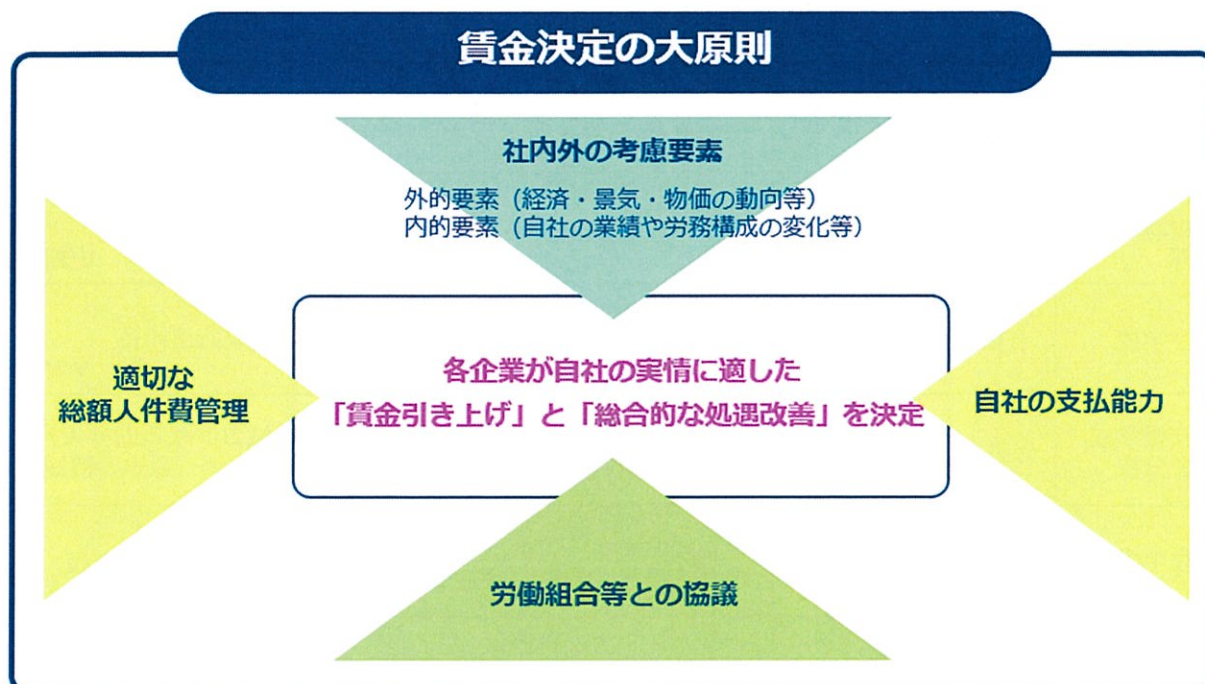 賃金決定の大原則
社内外の考慮要素
外的要素（経済・景気・物価の動向等）
内的要素（自社の業績や労務構成の変化等）
適切な
総額人件費管理
各企業が自社の実情に適した
「賃金引き上げ」と「総合的な処遇改善」を決定
自社の支払能力
労働組合等との協議